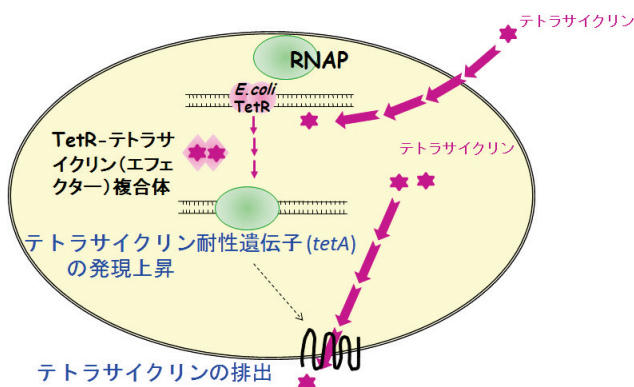 テトラサイクリン
RNAP
E.coli
TetR
TetR-テトラサ
イクリン(エフェ
クター)複合体
テトラサイクリン
テトラサイクリン耐性遺伝子(tetA)
の発現上昇
テトラサイクリンの排出